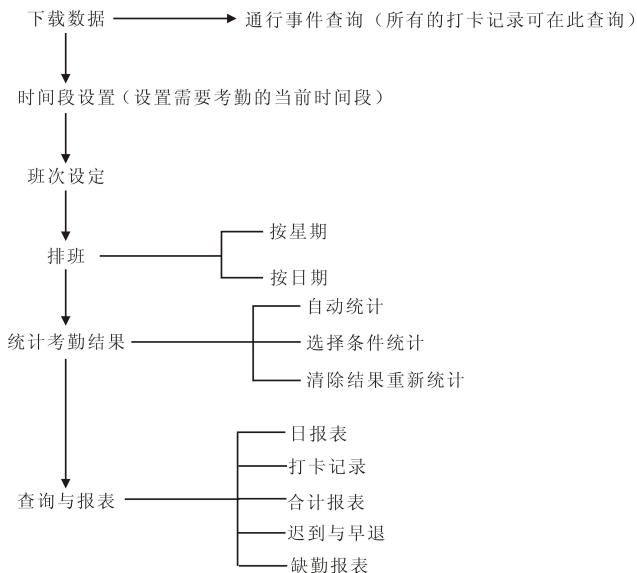 下载数据
通行事件查询（所有的打卡记录可在此查询）
时间段设置（设置需要考勤的当前时间段）
班次设定
排班
按星期
按日期
统计考勤结果
自动统计
选择条件统计
清除结果重新统计
查询与报表
日报表
打卡记录
合计报表
迟到与早退
缺勤报表